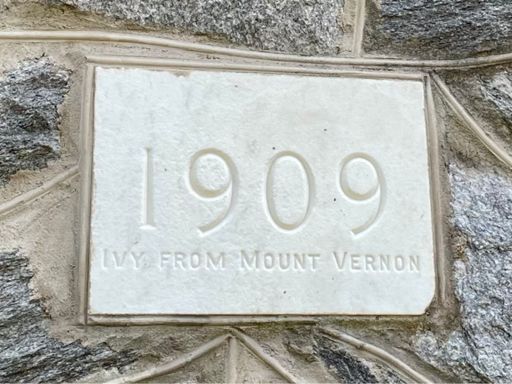 1909
IVY FROM MOUNT VERNON